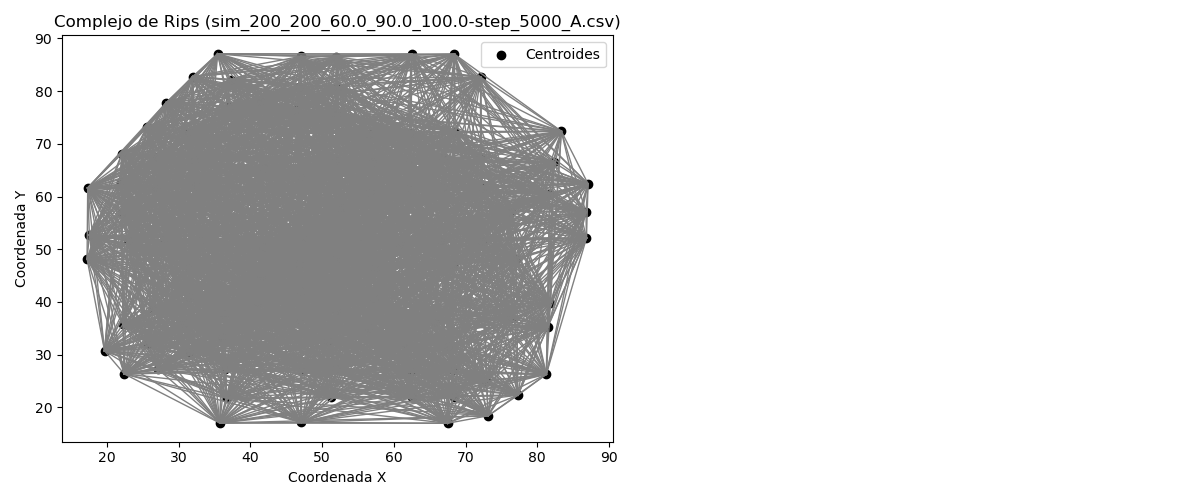 Complejo de Rips (sim_200_200_60.0_90.0_100.0-step_5000_A.csv)
Centroides
90
80
70
60
50
40
30
20
Coordenada Y
20 30 40 50 60 70 80 90
Coordenada X